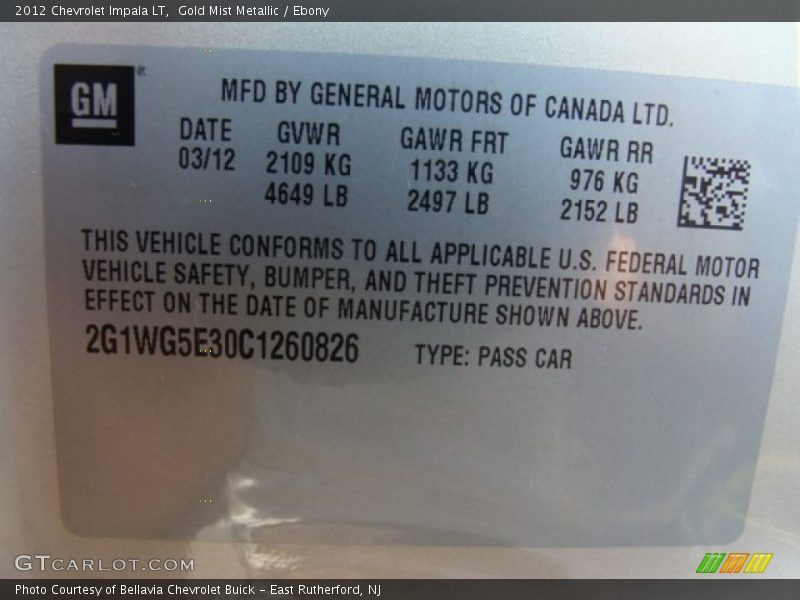 2012 Chevrolet Impala LT,  Gold Mist Metallic / Ebony
GM®
MFD BY GENERAL MOTORS OF CANADA LTD.
DATE GVWR GAWR FRT GAWR RR
03/12 2109 KG 1133 KG 976 KG
4649 LB 2497 LB 2152 LB
THIS VEHICLE CONFORMS TO ALL APPLICABLE U.S. FEDERAL MOTOR
VEHICLE SAFETY, BUMPER, AND THEFT PREVENTION STANDARDS IN
EFFECT ON THE DATE OF MANUFACTURE SHOWN ABOVE.
2G1WG5E30C1260826 TYPE: PASS CAR
GTCARLOT.COM
Photo Courtesy of Bellavia Chevrolet Buick – East Rutherford, NJ